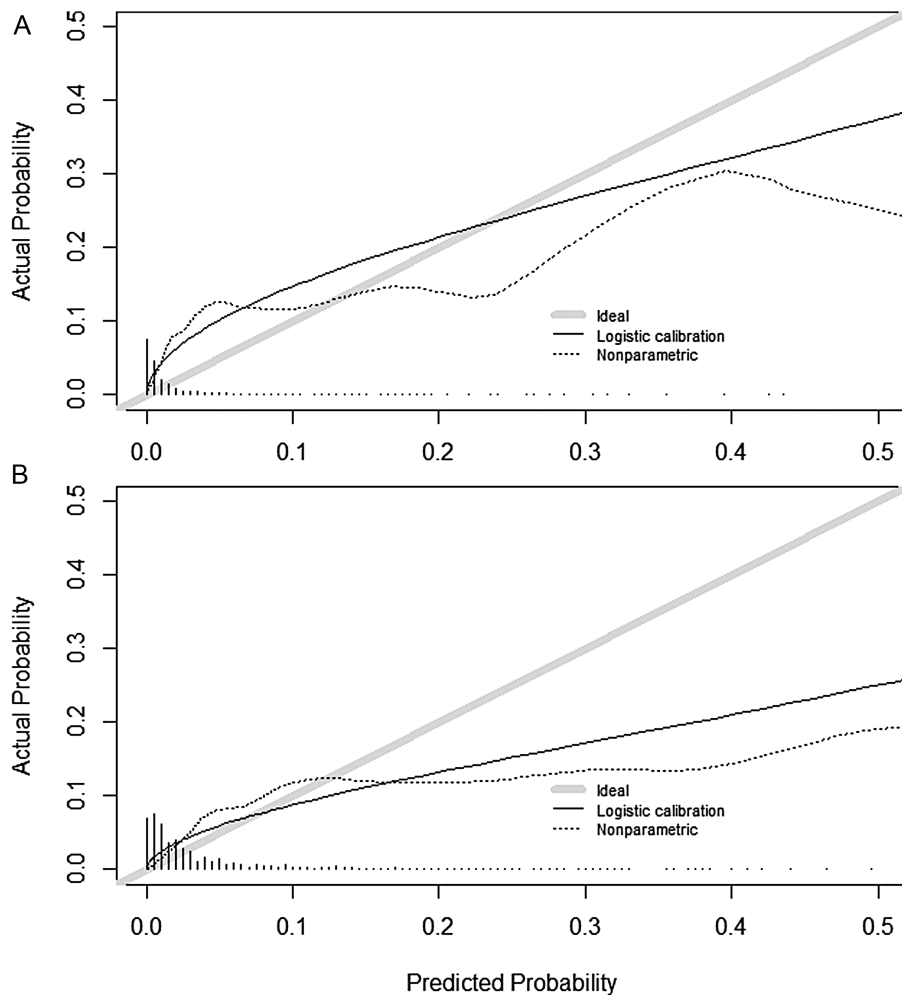 A
0.5
0.4
0.3
0.2
0.1
0.0
Actual Probability
Ideal
Logistic calibration
Nonparametric
0.0 0.1 0.2 0.3 0.4 0.5
B
0.5
0.4
0.3
0.2
0.1
0.0
Actual Probability
Ideal
Logistic calibration
Nonparametric
0.0 0.1 0.2 0.3 0.4 0.5
Predicted Probability